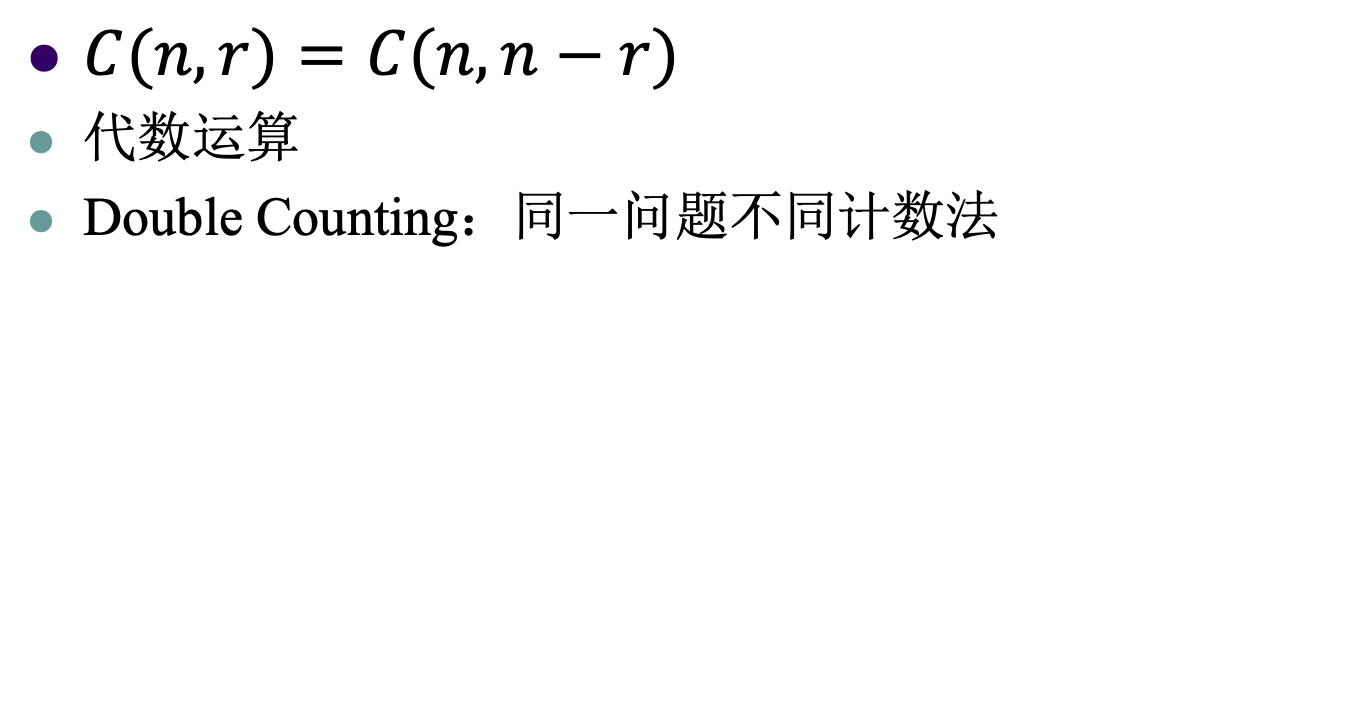 C(n, r) = C(n, n − r)
代数运算
Double Counting：同一问题不同计数法